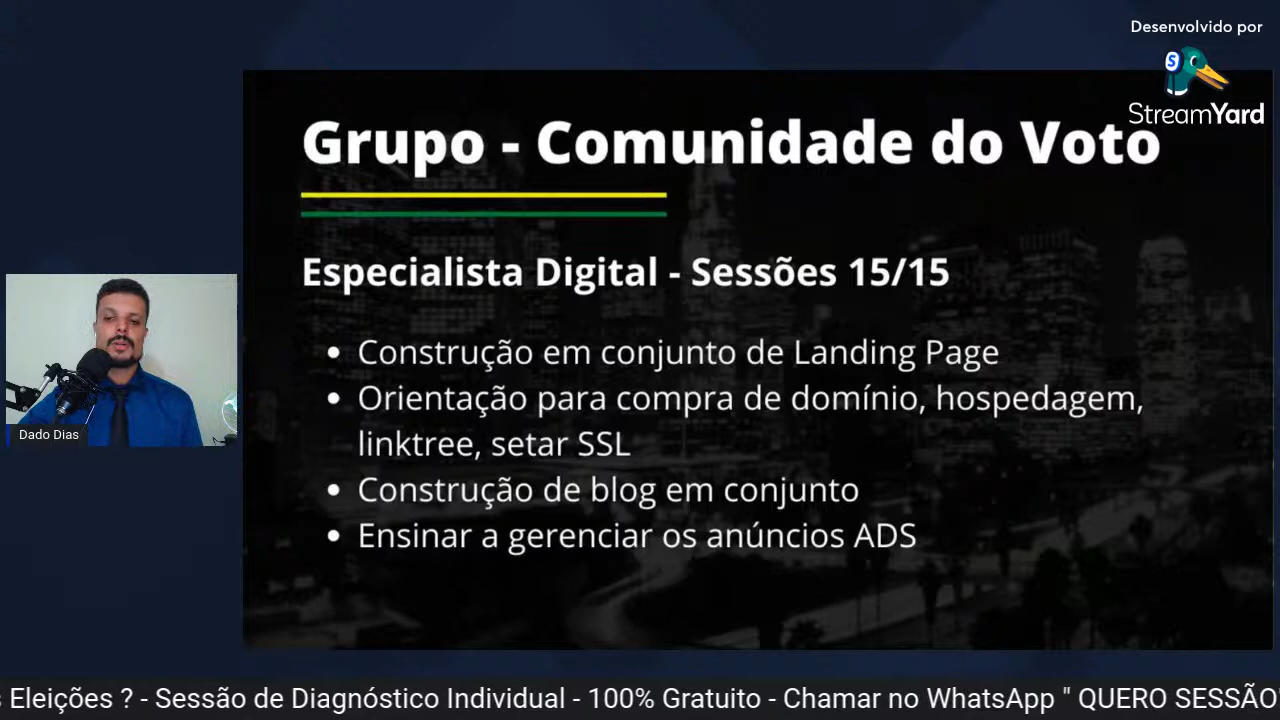 Desenvolvido por
StreamYard
Grupo - Comunidade do Voto
Especialista Digital - Sessões 15/15
• Construção em conjunto de Landing Page
• Orientação para compra de domínio, hospedagem,
linktree, setar SSL
• Construção de blog em conjunto
• Ensinar a gerenciar os anúncios ADS
Dado Dias
s Eleições ? - Sessão de Diagnóstico Individual - 100% Gratuito - Chamar no WhatsApp " QUERO SESSÃO